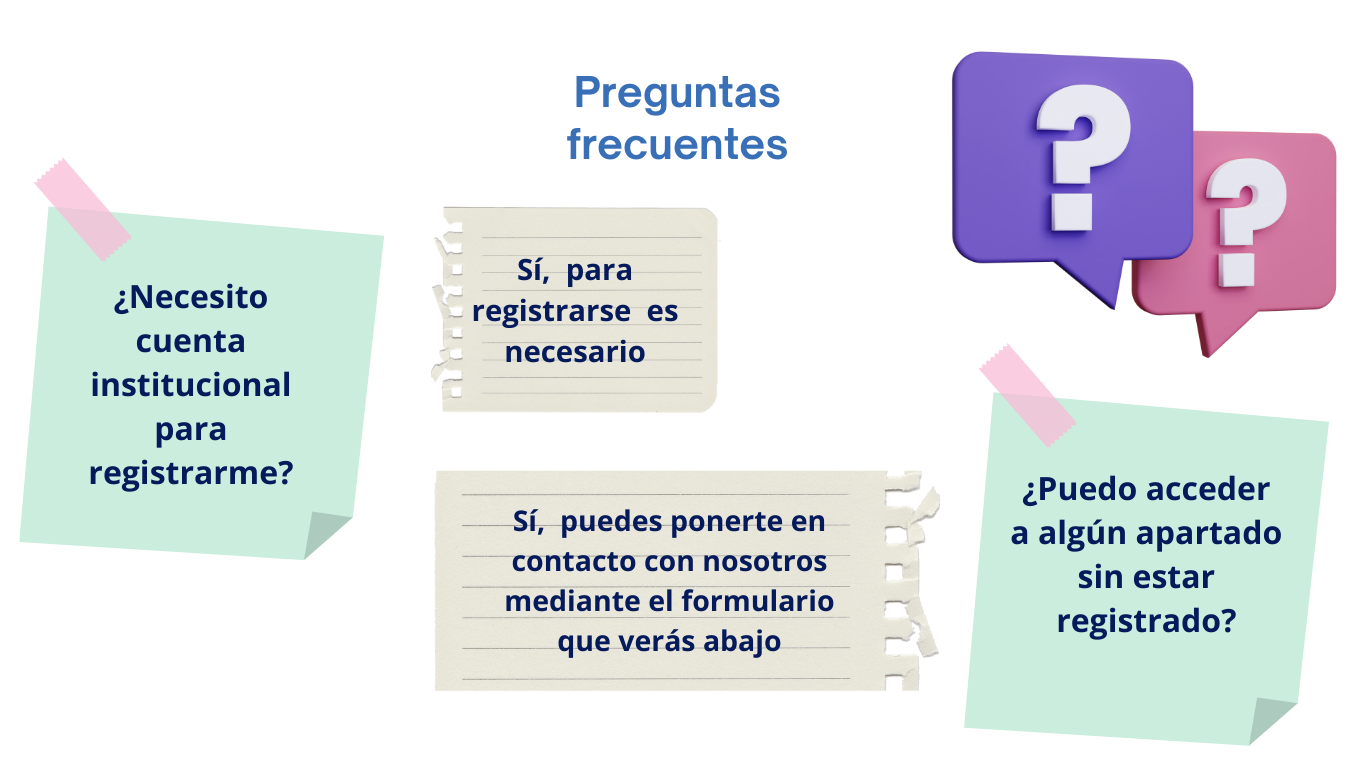 Preguntas
frecuentes
¿Necesito
cuenta
institucional
para
registrarme?
Sí, para
registrarse es
necesario
¿Puedo acceder
a algún apartado
sin estar
registrado?
Sí, puedes ponerte en
contacto con nosotros
mediante el formulario
que verás abajo
? ?